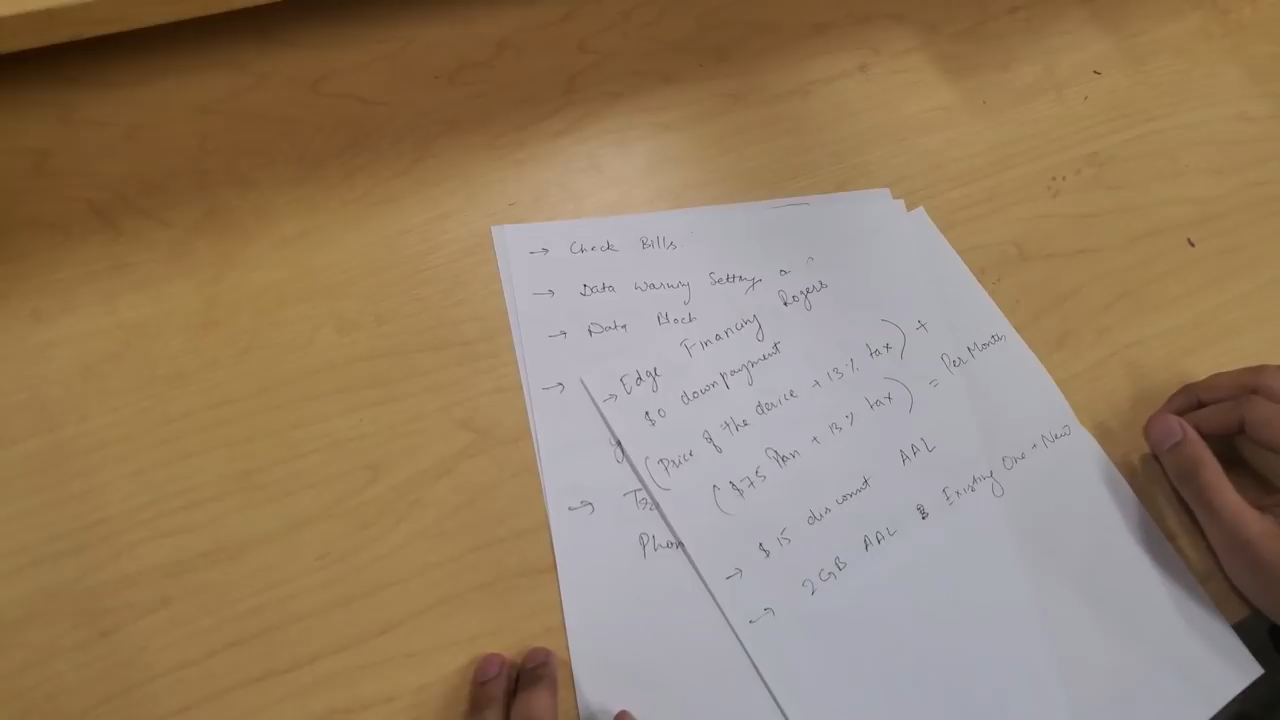 → Check Bills
→ Data Warning Setting
→ Data Block
→
→ Edge Financing Rogers
$0 downpayment
(Price of the device + 13% tax) +
($75 Plan + 13% tax) = Per Month
→ $15 discount AAL
→ 2GB AAL & Existing One + New
→
Phon